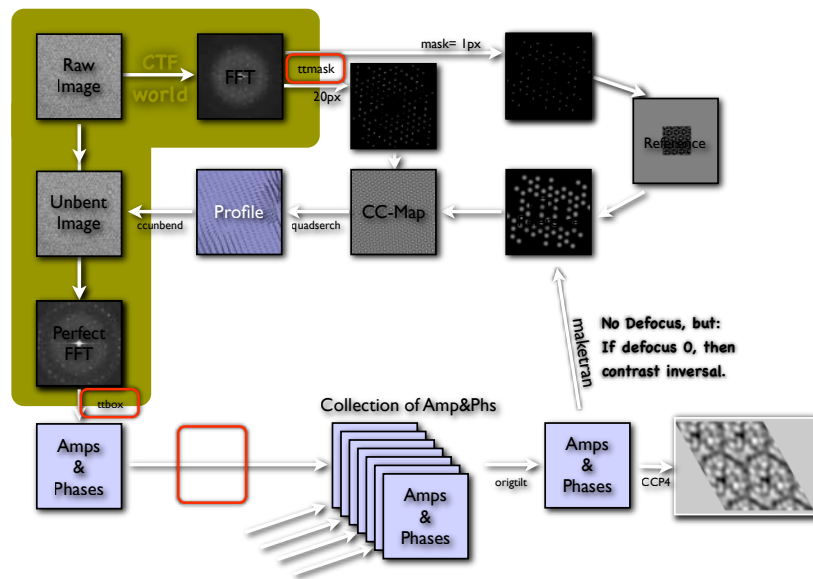 mask= 1px
Raw
Image
CTF
world
FFT
ttmask
20px
Reference
Unbent
Image
ccunbend
Profile
quadserch
CC-Map
Perfect
FFT
maketran
No Defocus, but:
If defocus 0, then
contrast inversal.
ttbox
Collection of Amp&Phs
Amps
&
Phases
Amps
&
Phases
origtilt
Amps
&
Phases
CCP4